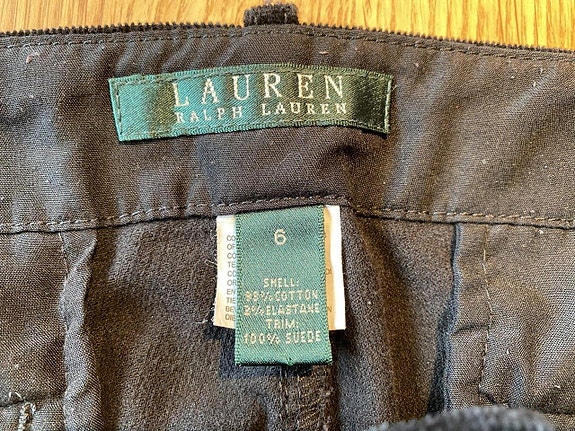 LAUREN
RALPH LAUREN
6
SHELL:
98% COTTON
2% ELASTANE
TRIM:
100% SUEDE